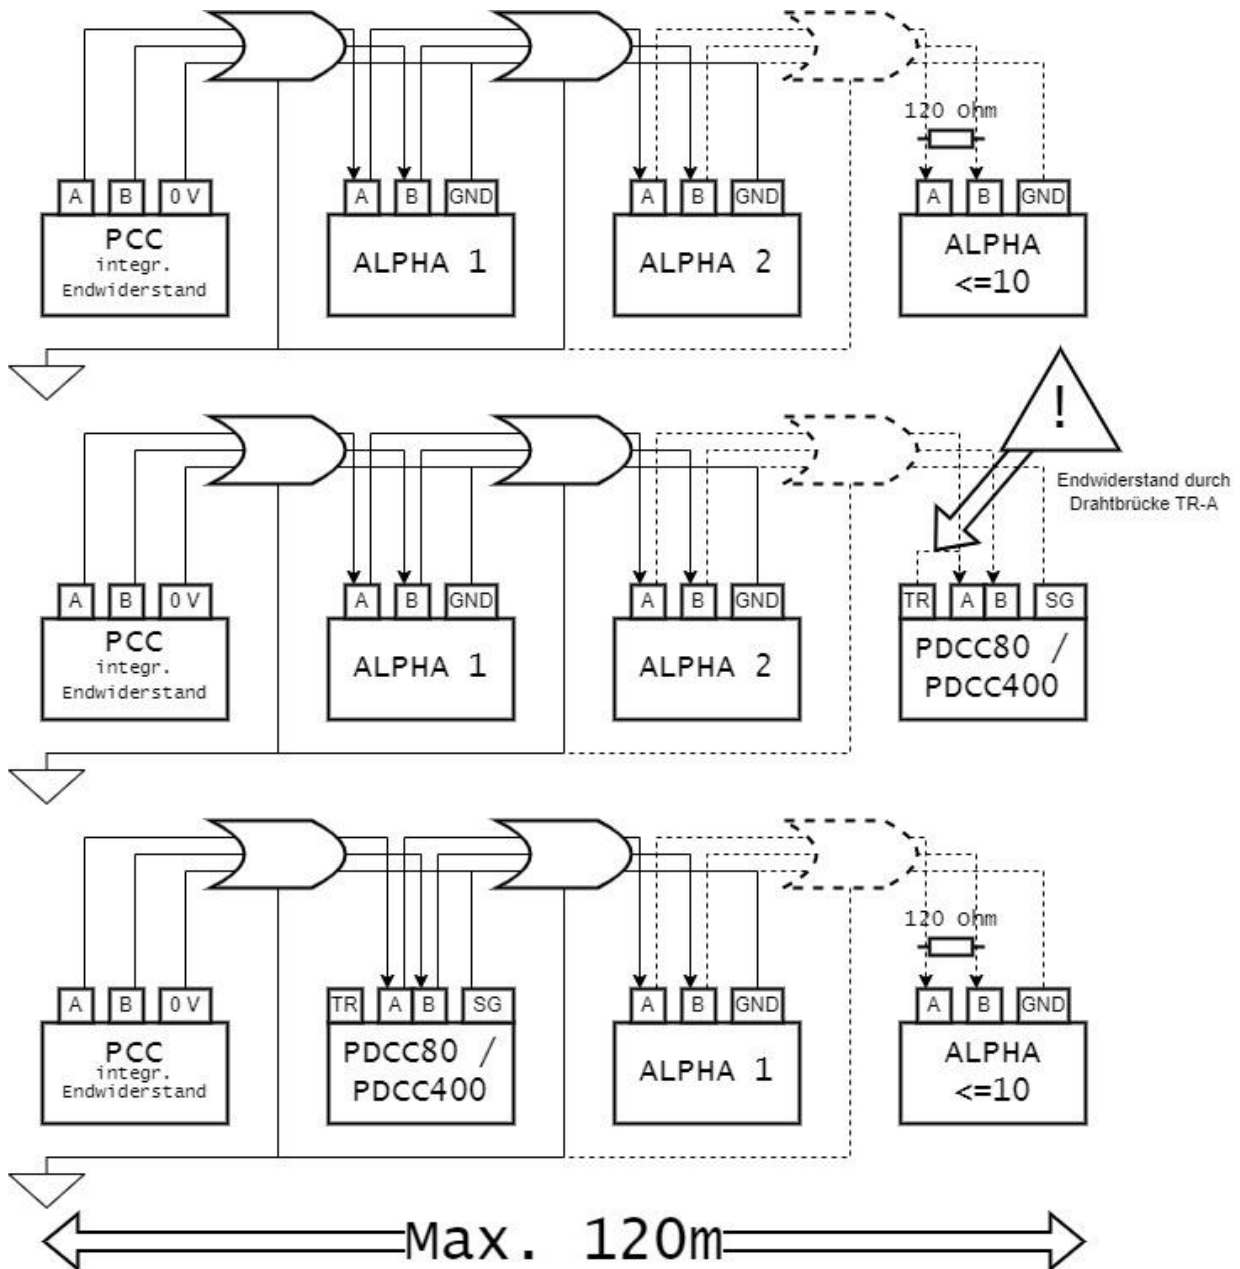 120 Ohm
A B 0 V A B GND A B GND A B GND
PCC
integr.
Endwiderstand
ALPHA 1
ALPHA 2
ALPHA
<=10
!
Endwiderstand durch
Drahtbrücke TR-A
A B 0 V A B GND A B GND TR A B SG
PCC
integr.
Endwiderstand
ALPHA 1
ALPHA 2
PDCC80 /
PDCC400
120 Ohm
A B 0 V TR A B SG A B GND A B GND
PCC
integr.
Endwiderstand
PDCC80 /
PDCC400
ALPHA 1
ALPHA
<=10
Max. 120m